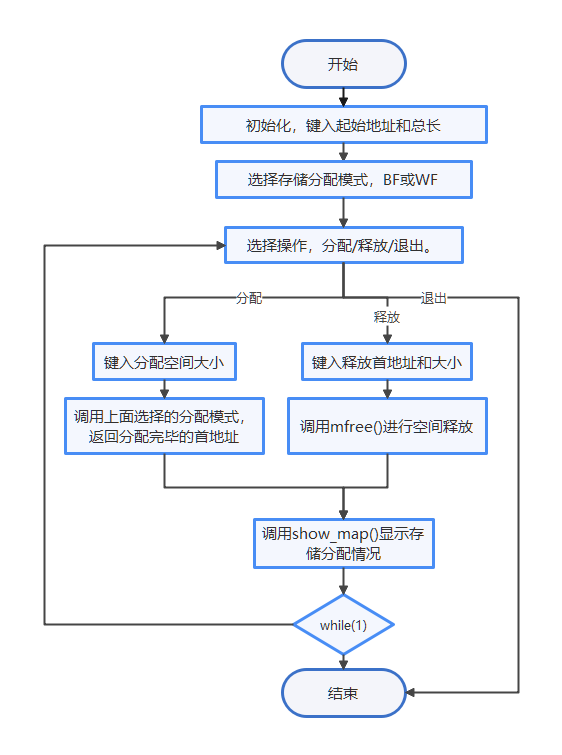 开始
初始化，键入起始地址和总长
选择存储分配模式，BF或WF
选择操作，分配/释放/退出。
分配
退出
释放
键入分配空间大小
键入释放首地址和大小
调用上面选择的分配模式，
返回分配完毕的首地址
调用mfree()进行空间释放
调用show_map()显示存
储分配情况
while(1)
结束